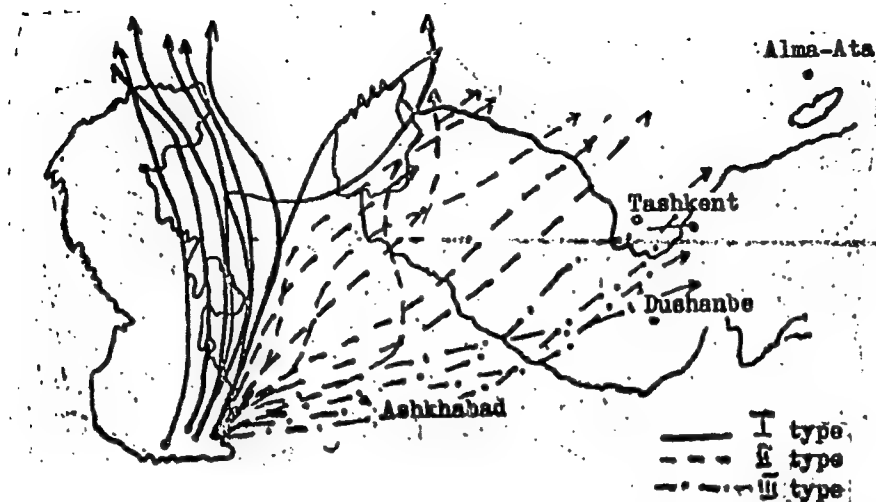 Alma-Ata
Tashkent
Dushanbe
Ashkhabad
I type
II type
III type